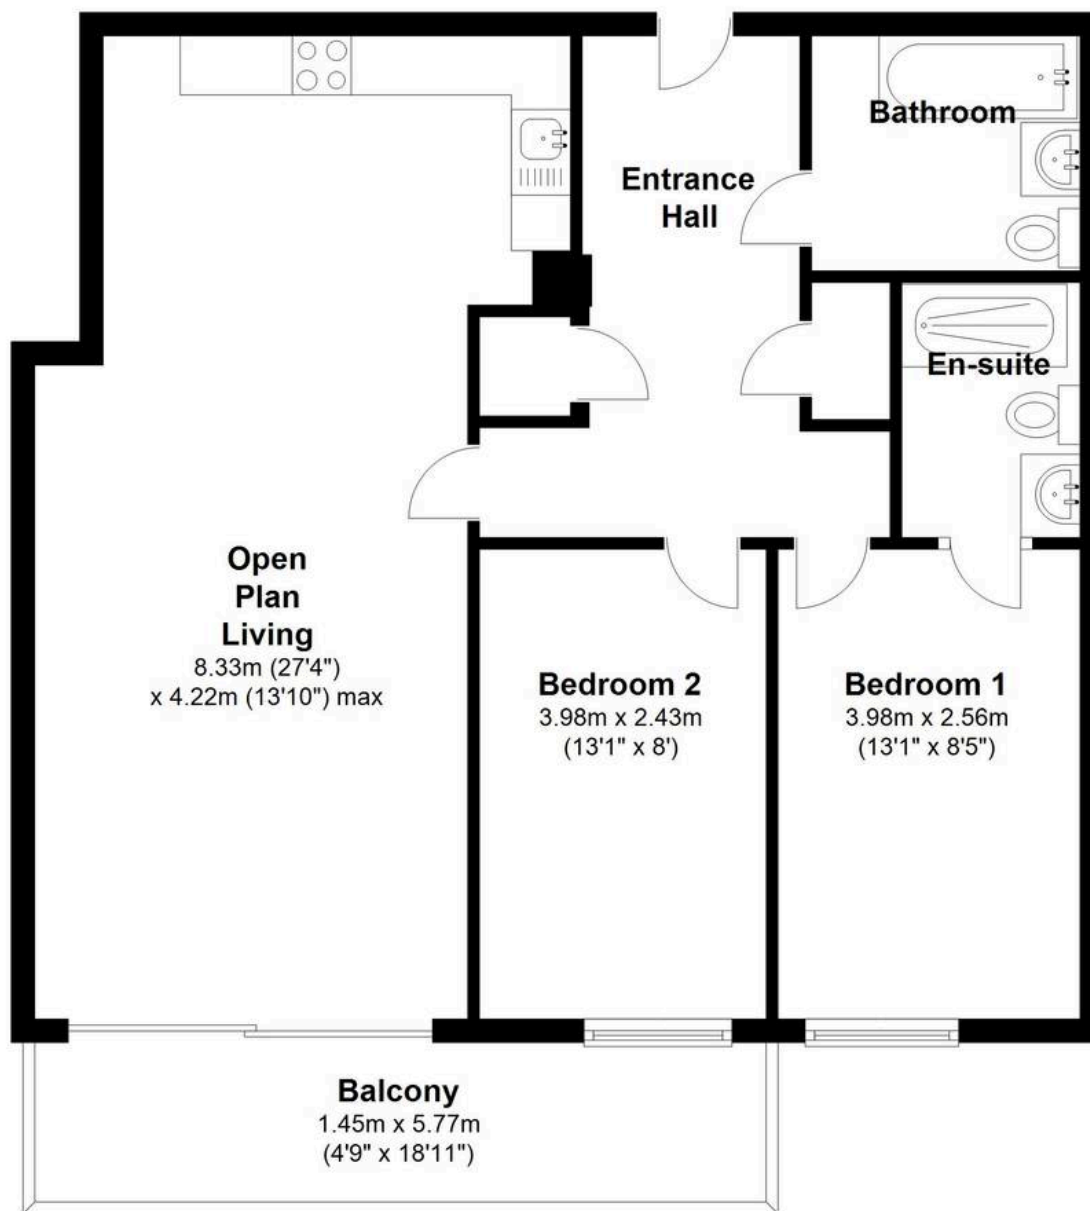 Bathroom
Entrance
Hall
En-suite
Open
Plan
Living
8.33m (27'4")
x 4.22m (13'10") max
Bedroom 2
3.98m x 2.43m
(13'1" x 8')
Bedroom 1
3.98m x 2.56m
(13'1" x 8'5")
Balcony
1.45m x 5.77m
(4'9" x 18'11")